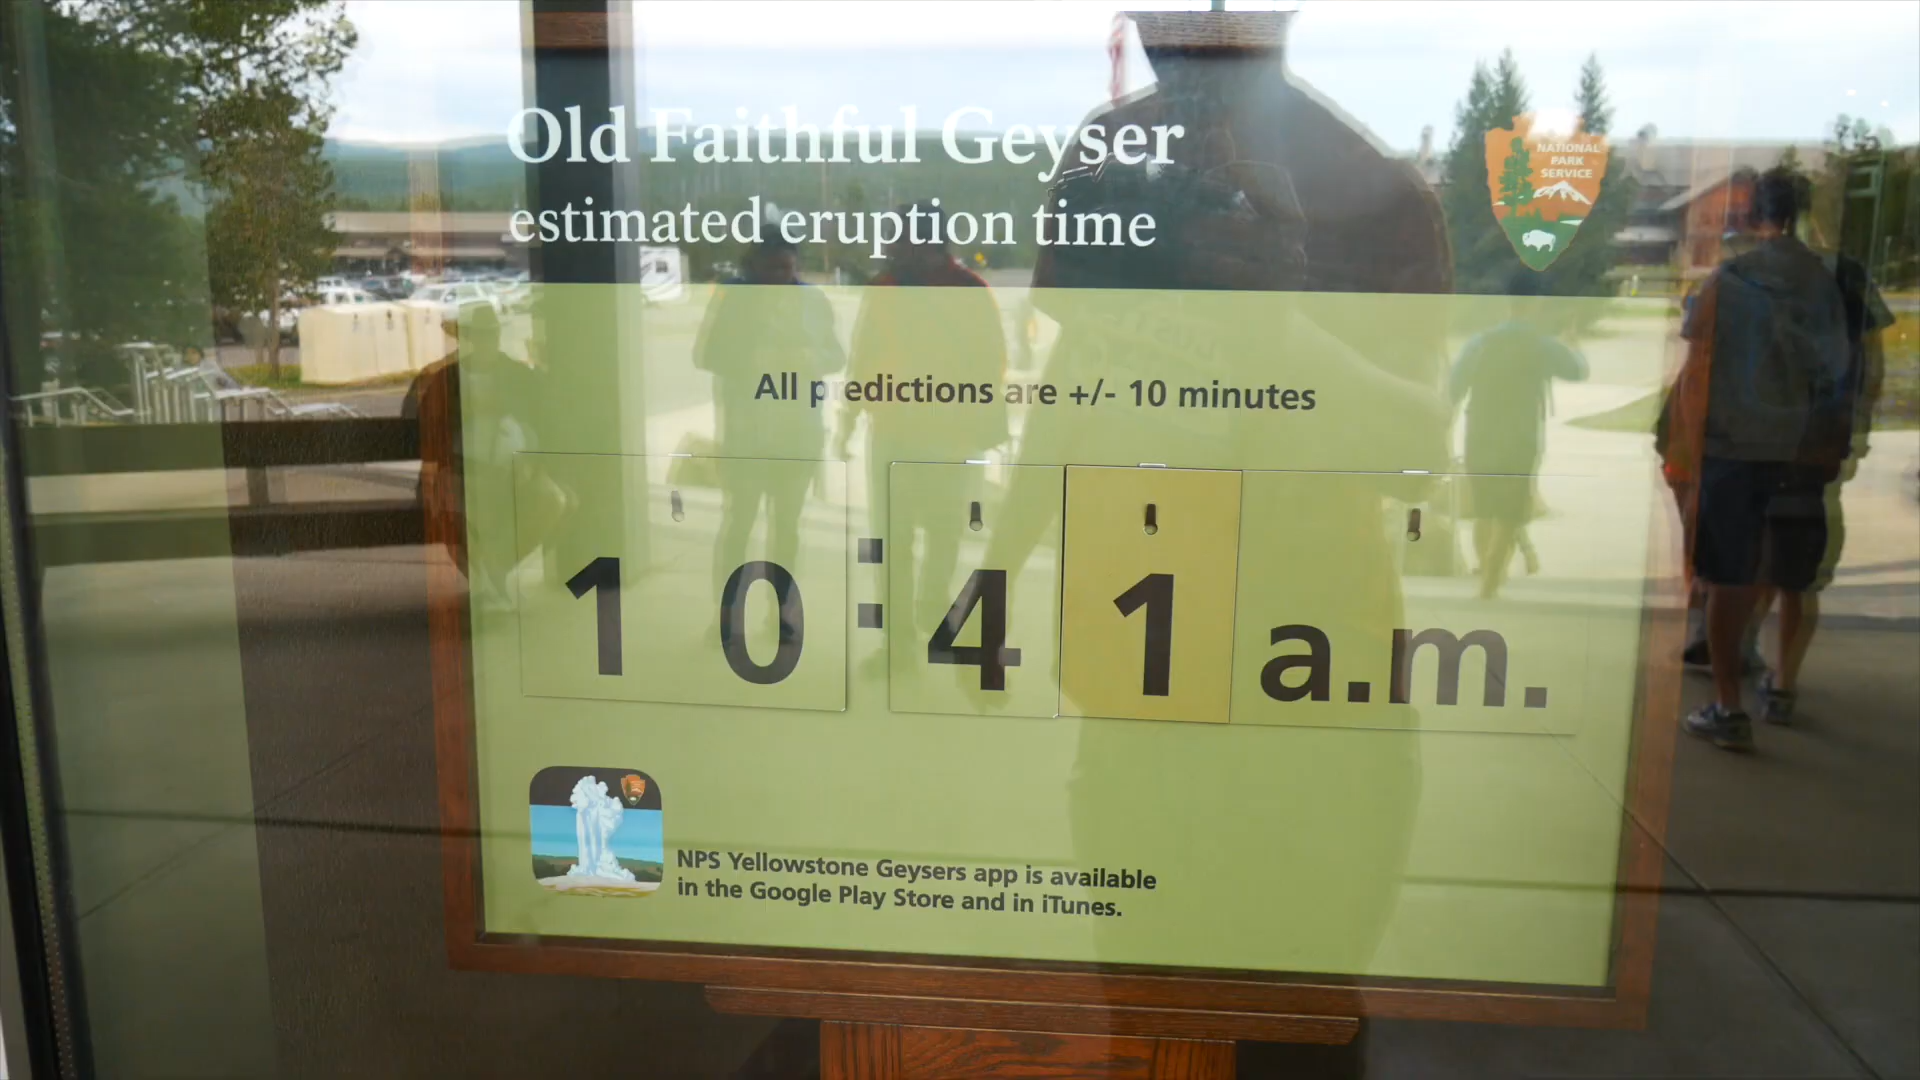 Old Faithful Geyser
estimated eruption time
NATIONAL
PARK
SERVICE
All predictions are +/- 10 minutes
10:41 a.m.
NPS Yellowstone Geysers app is available
in the Google Play Store and in iTunes.